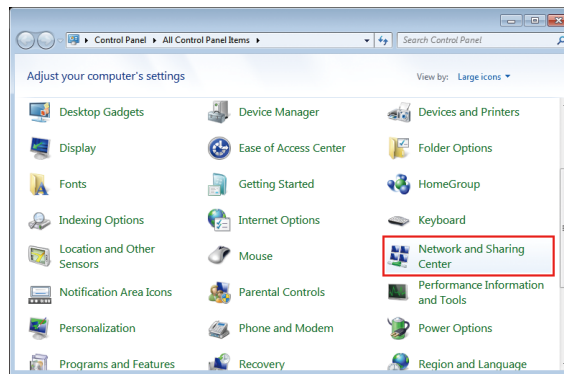 Control Panel All Control Panel Items Search Control Panel
Adjust your computer's settings View by: Large icons
Desktop Gadgets Device Manager Devices and Printers
Display Ease of Access Center Folder Options
Fonts Getting Started HomeGroup
Indexing Options Internet Options Keyboard
Location and Other Sensors Mouse Network and Sharing Center
Notification Area Icons Parental Controls Performance Information and Tools
Personalization Phone and Modem Power Options
Programs and Features Recovery Region and Language